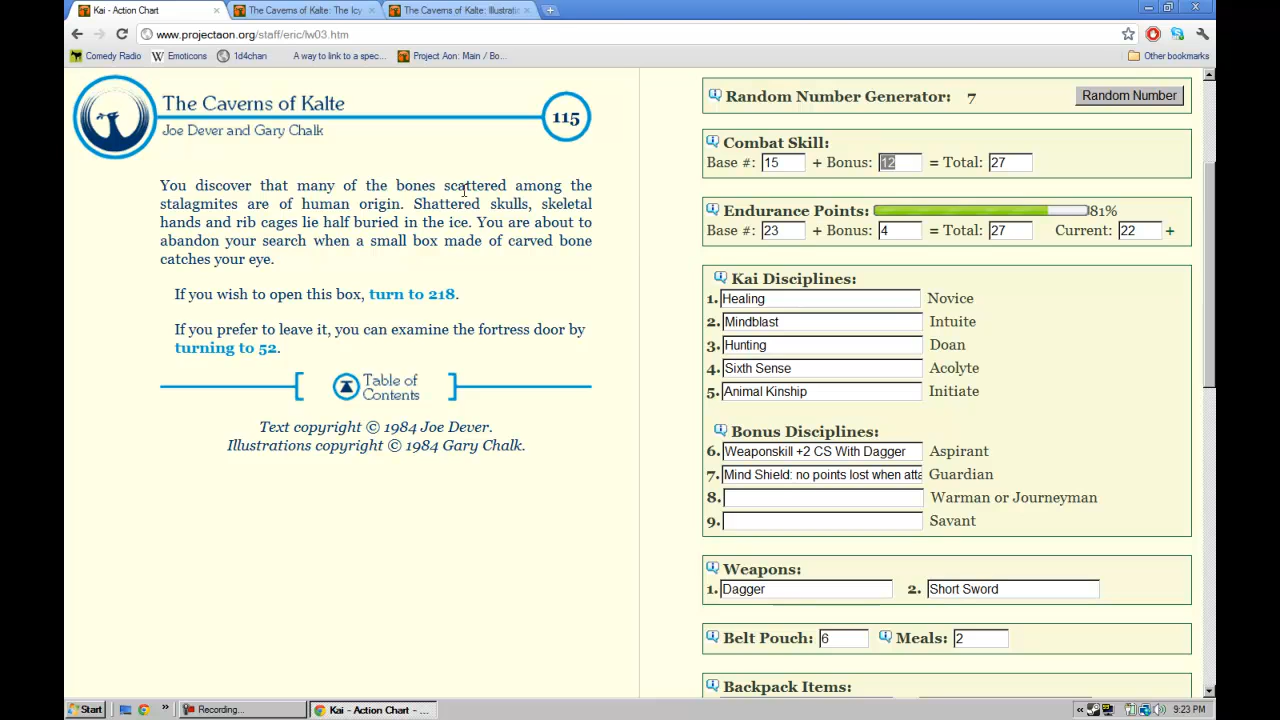 Kai - Action Chart
The Caverns of Kalte: The Icy
The Caverns of Kalte: Illustrati
www.projectaon.org/staff/eric/lw03.htm
Comedy Radio
Emoticons
1d4chan
A way to link to a spec...
Project Aon: Main / Bo...
Other bookmarks
The Caverns of Kalte
Joe Dever and Gary Chalk
115
You discover that many of the bones scattered among the
stalagmites are of human origin. Shattered skulls, skeletal
hands and rib cages lie half buried in the ice. You are about to
abandon your search when a small box made of carved bone
catches your eye.
If you wish to open this box, turn to 218.
If you prefer to leave it, you can examine the fortress door by
turning to 52.
Table of
Contents
Text copyright © 1984 Joe Dever.
Illustrations copyright © 1984 Gary Chalk.
Random Number Generator: 7
Random Number
Combat Skill:
Base #: 15 + Bonus: 12 = Total: 27
Endurance Points: 81%
Base #: 23 + Bonus: 4 = Total: 27 Current: 22 +
Kai Disciplines:
1. Healing Novice
2. Mindblast Intuite
3. Hunting Doan
4. Sixth Sense Acolyte
5. Animal Kinship Initiate
Bonus Disciplines:
6. Weaponskill +2 CS With Dagger Aspirant
7. Mind Shield: no points lost when atta Guardian
8. Warman or Journeyman
9. Savant
Weapons:
1. Dagger 2. Short Sword
Belt Pouch: 6 Meals: 2
Backpack Items:
Start
»
Recording...
Kai - Action Chart - ...
«
9:23 PM